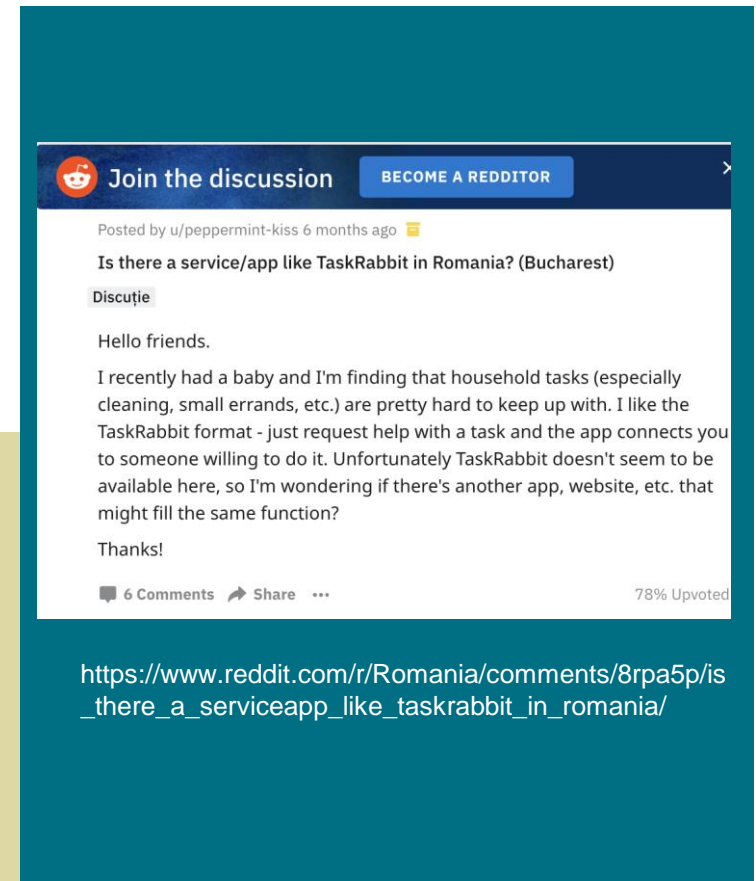 Join the discussion
BECOME A REDDITOR
Posted by u/peppermint-kiss 6 months ago
Is there a service/app like TaskRabbit in Romania? (Bucharest)
Discuție
Hello friends.
I recently had a baby and I'm finding that household tasks (especially
cleaning, small errands, etc.) are pretty hard to keep up with. I like the
TaskRabbit format - just request help with a task and the app connects you
to someone willing to do it. Unfortunately TaskRabbit doesn't seem to be
available here, so I'm wondering if there's another app, website, etc. that
might fill the same function?
Thanks!
6 Comments Share ···
78% Upvoted
https://www.reddit.com/r/Romania/comments/8rpa5p/is
_there_a_serviceapp_like_taskrabbit_in_romania/